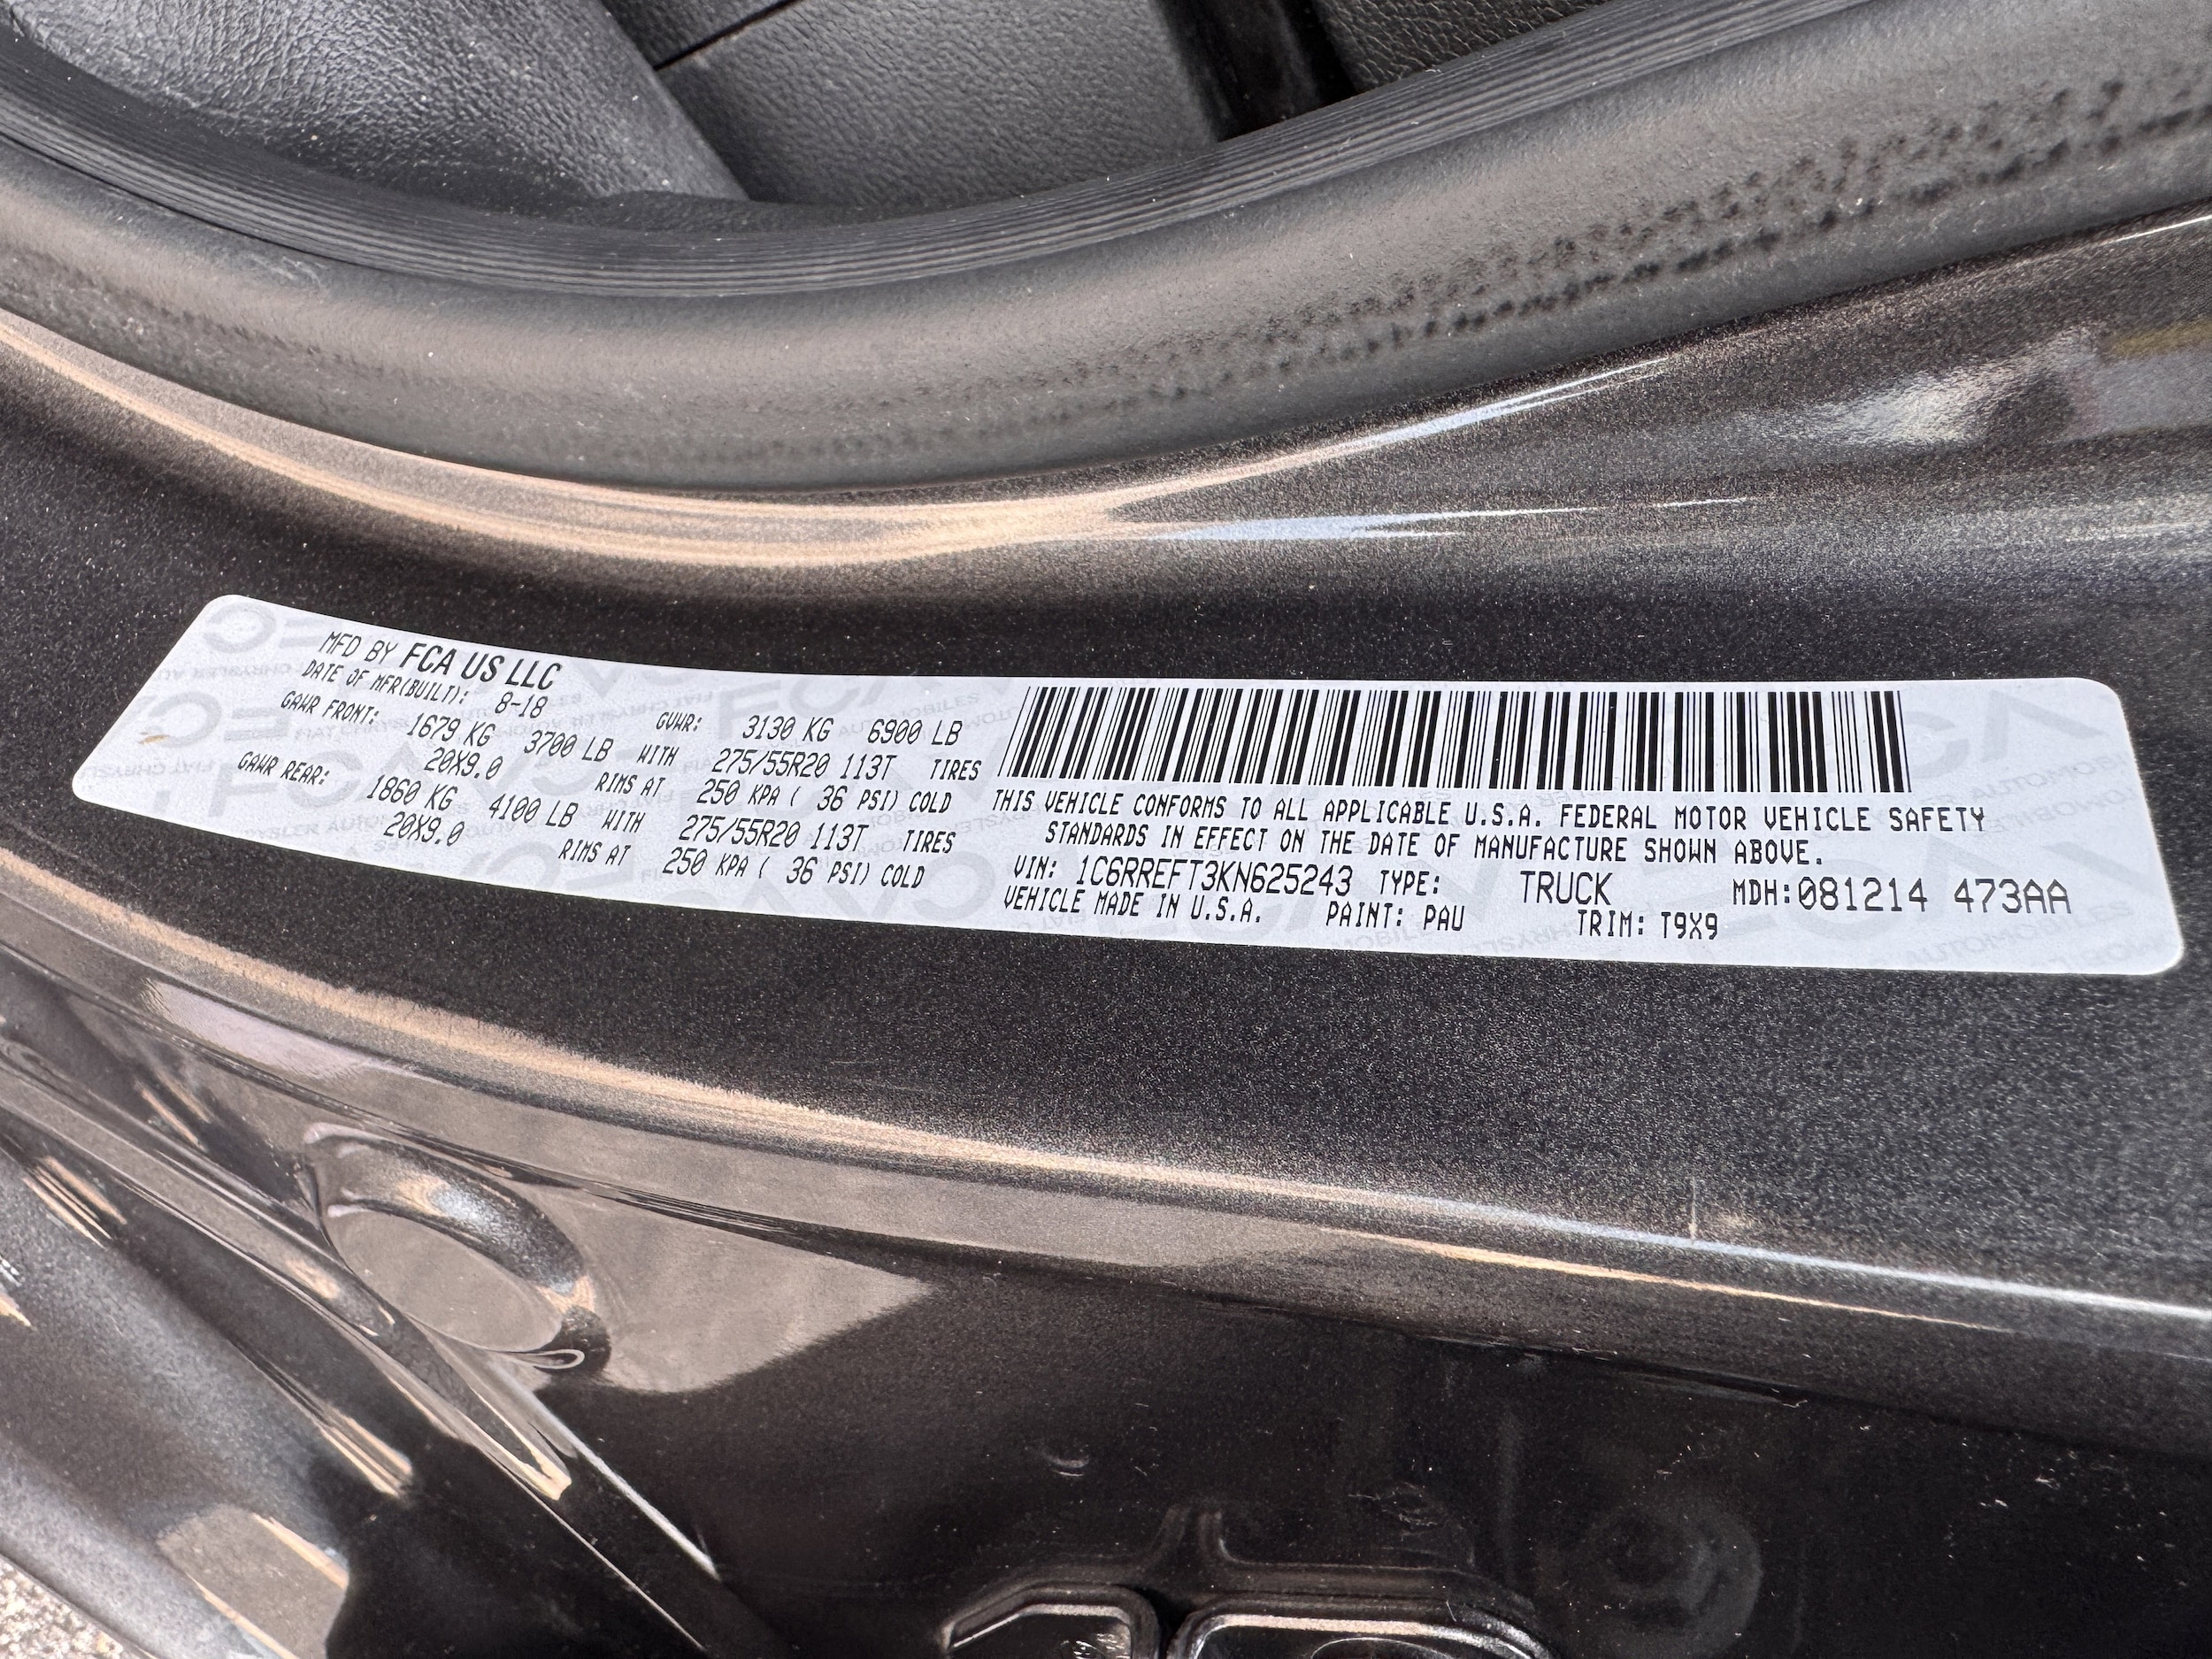 MFD BY FCA US LLC
DATE OF MFR(BUILT): 8-18 GVWR: 3130 KG 6900 LB
GAWR FRONT: 1679 KG 3700 LB WITH 275/55R20 113T TIRES
20X9.0 RIMS AT 250 KPA ( 36 PSI) COLD
GAWR REAR: 1860 KG 4100 LB WITH 275/55R20 113T TIRES
20X9.0 RIMS AT 250 KPA ( 36 PSI) COLD
THIS VEHICLE CONFORMS TO ALL APPLICABLE U.S.A. FEDERAL MOTOR VEHICLE SAFETY
STANDARDS IN EFFECT ON THE DATE OF MANUFACTURE SHOWN ABOVE.
VIN: 1C6RREFT3KN625243 TYPE: TRUCK MDH:081214 473AA
VEHICLE MADE IN U.S.A. PAINT: PAU TRIM: T9X9